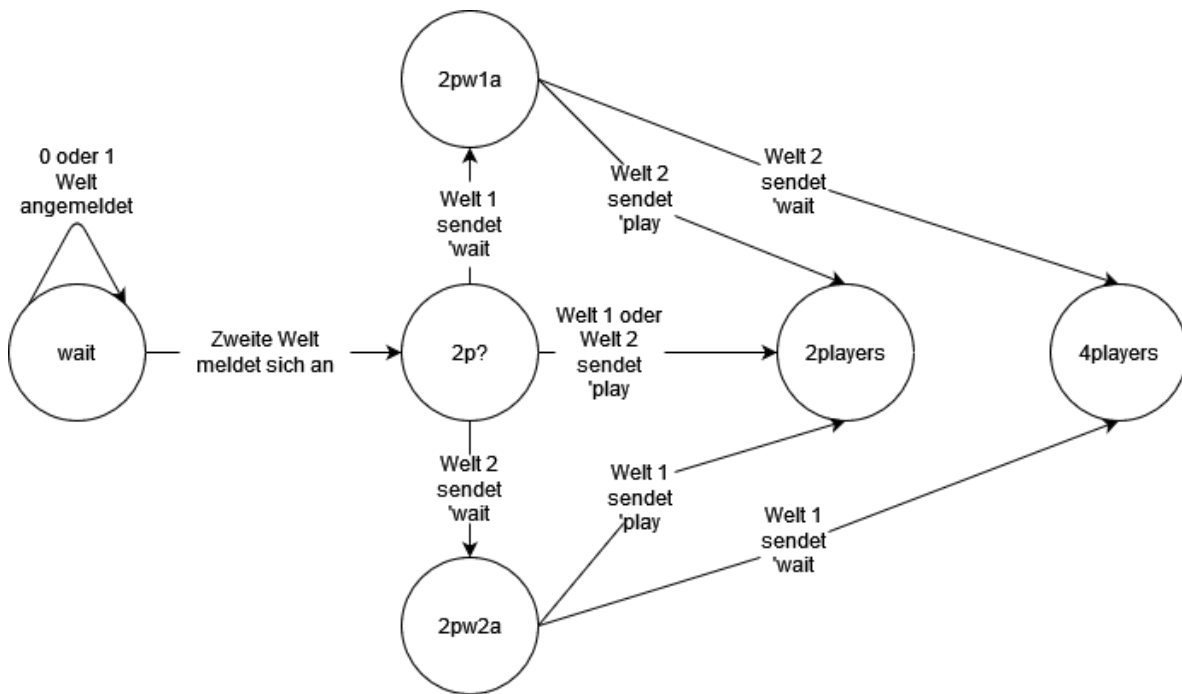 2pw1a
0 oder 1
Welt
angemeldet
Welt 2
sendet
'wait
Welt 2
sendet
'play
Welt 1
sendet
'wait
wait
Zweite Welt
meldet sich an
2p?
Welt 1 oder
Welt 2
sendet
'play
2players
4players
Welt 2
sendet
'wait
Welt 1
sendet
'play
Welt 1
sendet
'wait
2pw2a